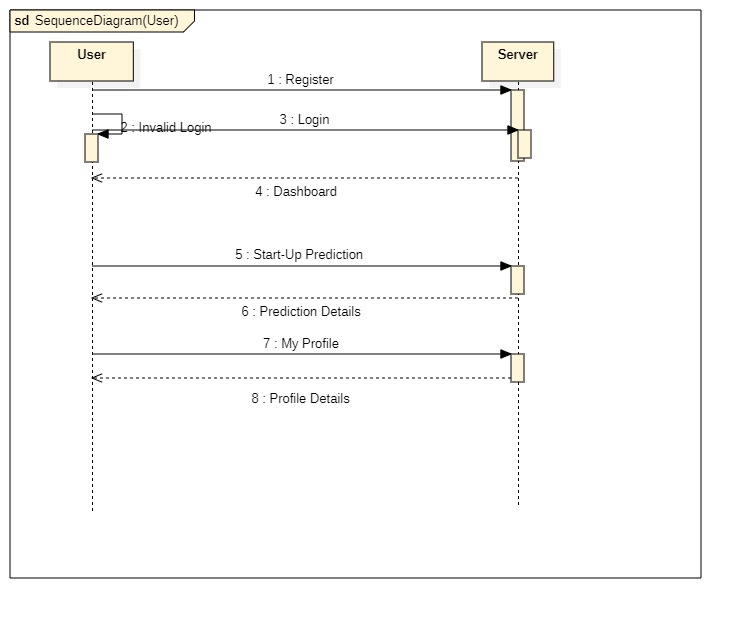 sd SequenceDiagram(User)
User
Server
1 : Register
2 : Invalid Login
3 : Login
4 : Dashboard
5 : Start-Up Prediction
6 : Prediction Details
7 : My Profile
8 : Profile Details